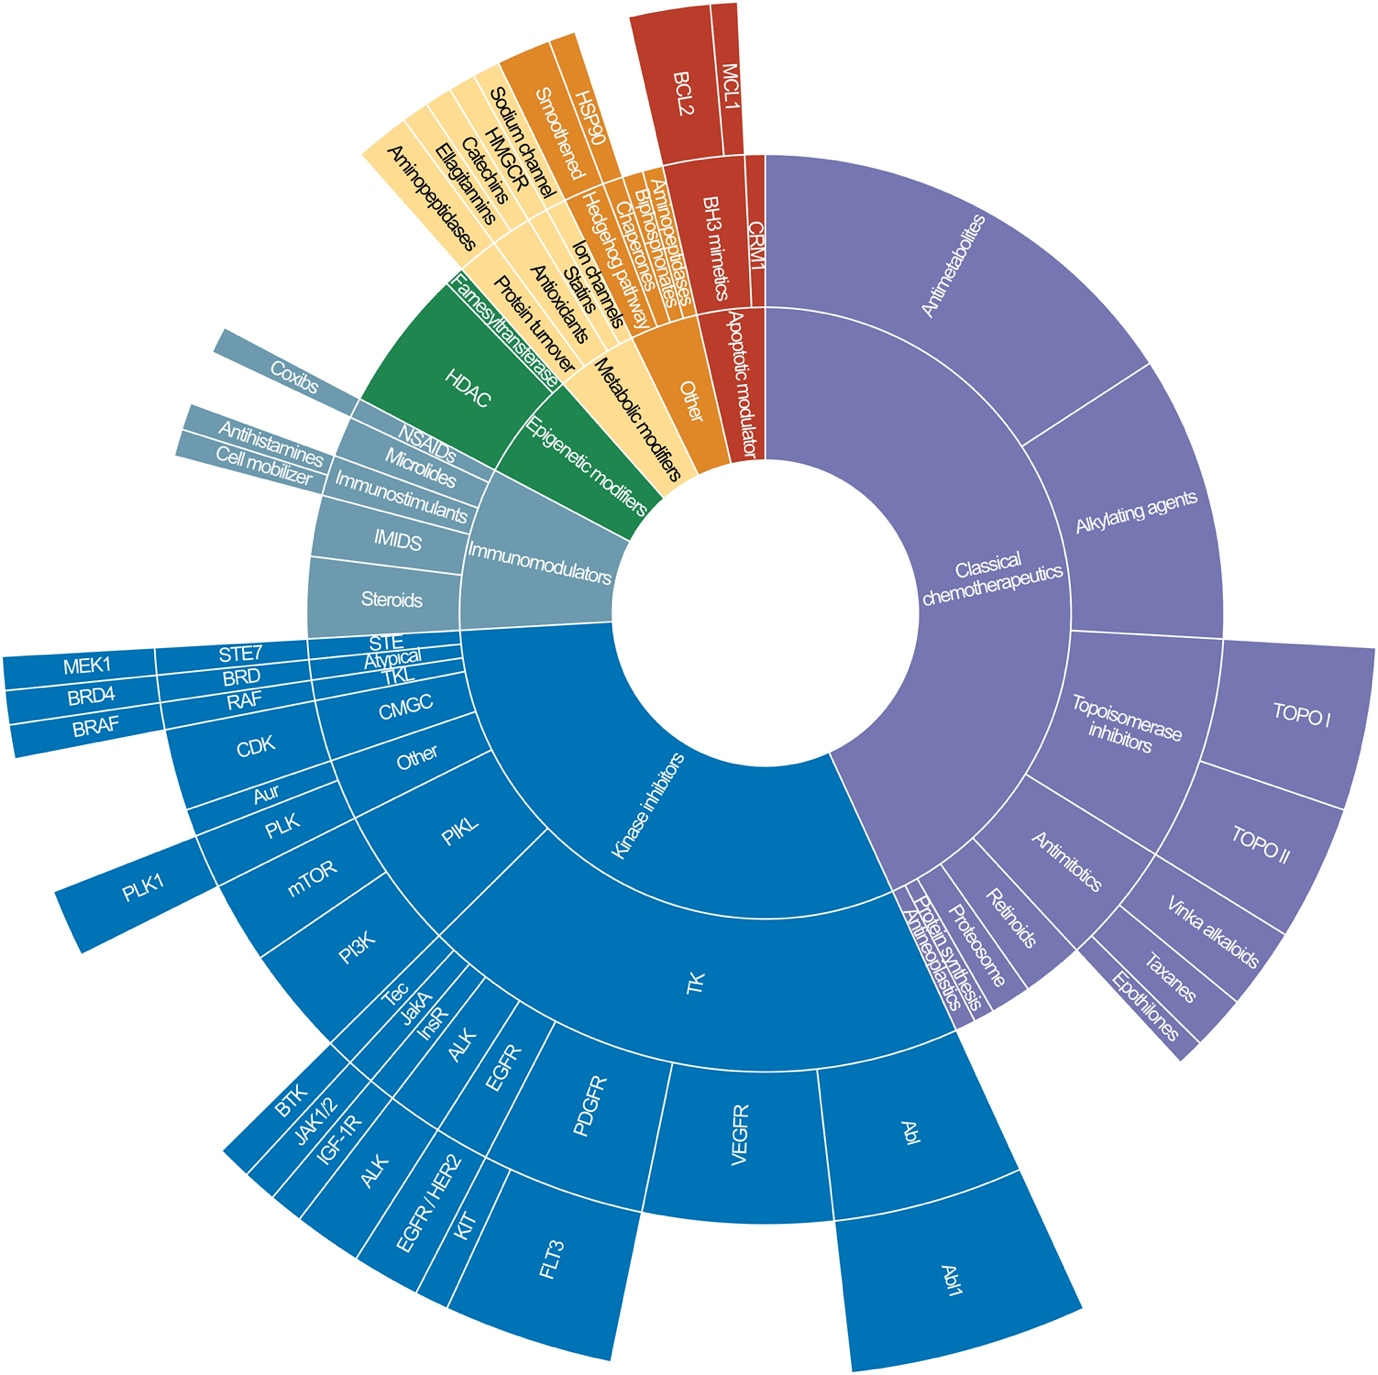 Classical
chemotherapeutics
Antimetabolites
Alkylating agents
Topoisomerase
inhibitors
TOPO I
TOPO II
Antimitotics
Vinka alkaloids
Taxanes
Epothilones
Retinoids
Proteosome
Protein synthesis
Antineoplastics
Kinase inhibitors
TK
Abl
Abl1
VEGFR
PDGFR
FLT3
KIT
EGFR
EGFR / HER2
ALK
ALK
InsR
IGF-1R
JakA
JAK1/2
Tec
BTK
PIKL
PI3K
mTOR
Other
PLK
PLK1
Aur
CMGC
CDK
TKL
RAF
BRAF
Atypical
BRD
BRD4
STE
STE7
MEK1
Immunomodulators
Steroids
IMIDS
Immunostimulants
Cell mobilizer
Antihistamines
Microlides
NSAIDs
Coxibs
Epigenetic modifiers
HDAC
Farnesyltransferase
Metabolic modifiers
Protein turnover
Aminopeptidases
Antioxidants
Ellagitannins
Catechins
Statins
HMGCR
Ion channels
Sodium channel
Other
Hedgehog pathway
Smoothened
Chaperones
HSP90
Biphosphonates
Aminopeptidases
Apoptotic modulator
BH3 mimetics
BCL2
MCL1
CRM1